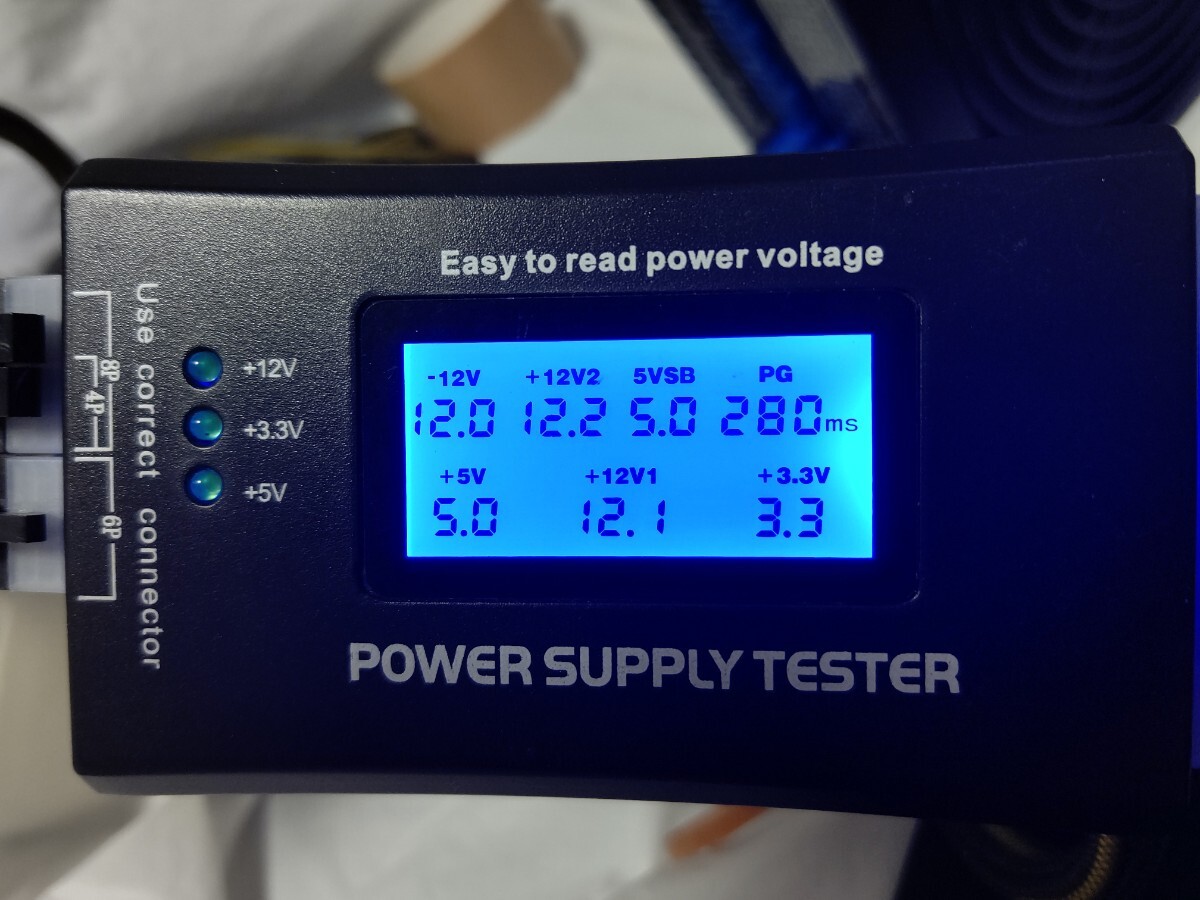 Easy to read power voltage
-12V +12V2 5VSB PG
12.0 12.2 5.0 280ms
+5V +12V1 +3.3V
5.0 12.1 3.3
+12V
+3.3V
+5V
Use correct connector
8P
4P
6P
POWER SUPPLY TESTER